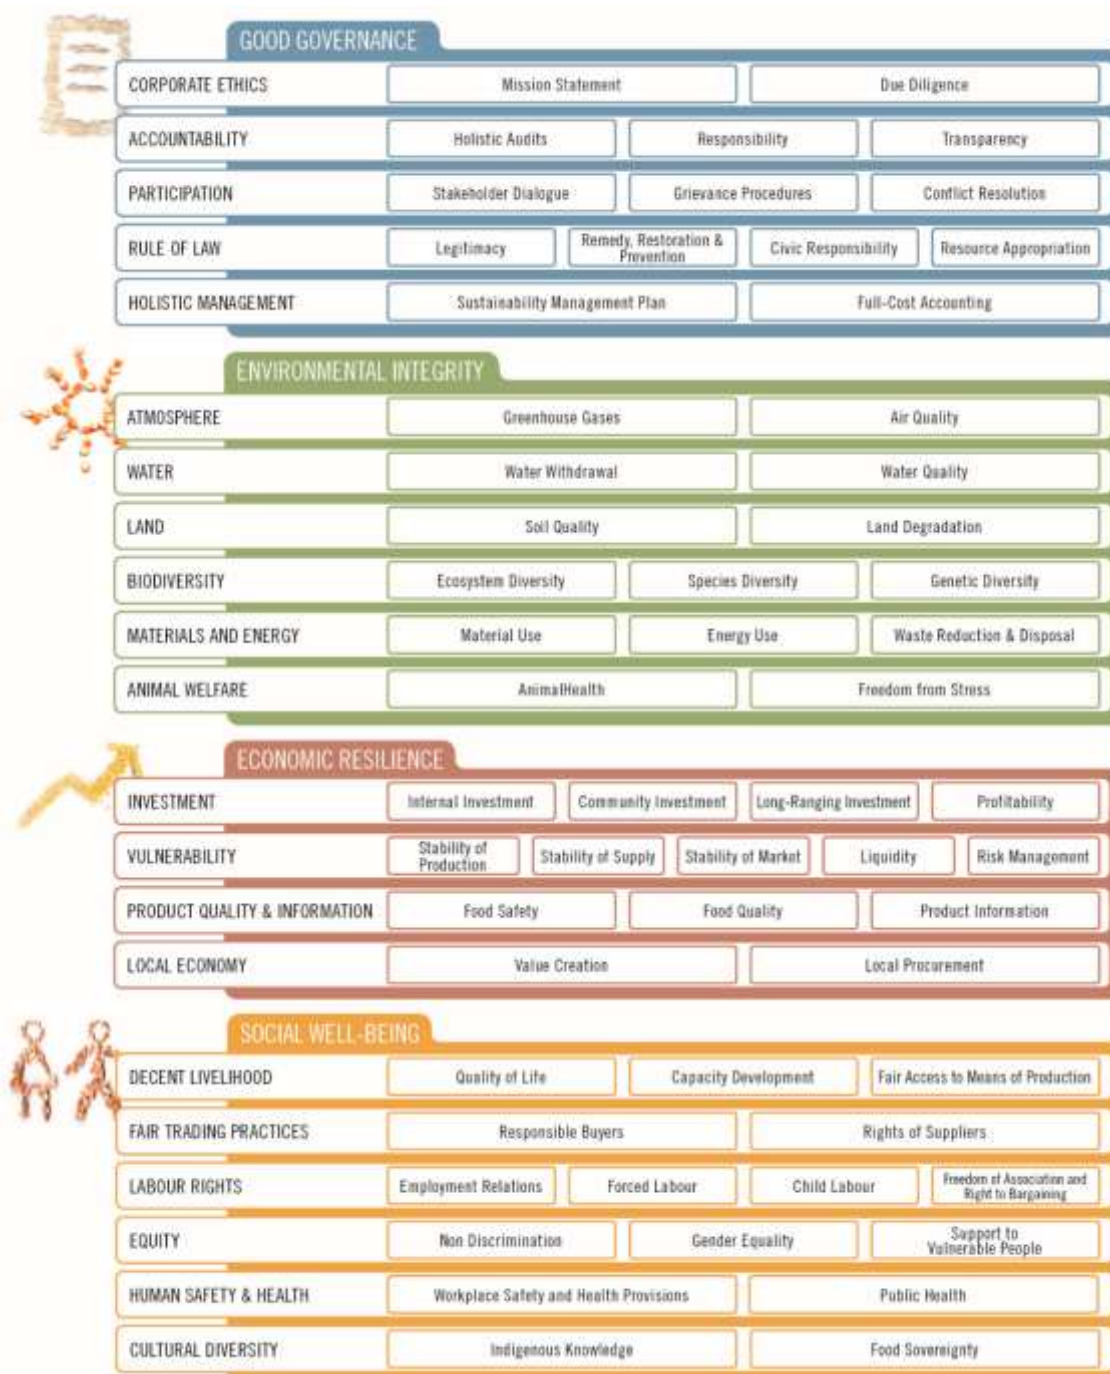 GOOD GOVERNANCE
CORPORATE ETHICS Mission Statement Due Diligence
ACCOUNTABILITY Holistic Audits Responsibility Transparency
PARTICIPATION Stakeholder Dialogue Grievance Procedures Conflict Resolution
RULE OF LAW Legitimacy Remedy, Restoration & Prevention Civic Responsibility Resource Appropriation
HOLISTIC MANAGEMENT Sustainability Management Plan Full-Cost Accounting
ENVIRONMENTAL INTEGRITY
ATMOSPHERE Greenhouse Gases Air Quality
WATER Water Withdrawal Water Quality
LAND Soil Quality Land Degradation
BIODIVERSITY Ecosystem Diversity Species Diversity Genetic Diversity
MATERIALS AND ENERGY Material Use Energy Use Waste Reduction & Disposal
ANIMAL WELFARE AnimalHealth Freedom from Stress
ECONOMIC RESILIENCE
INVESTMENT Internal Investment Community Investment Long-Ranging Investment Profitability
VULNERABILITY Stability of Production Stability of Supply Stability of Market Liquidity Risk Management
PRODUCT QUALITY & INFORMATION Food Safety Food Quality Product Information
LOCAL ECONOMY Value Creation Local Procurement
SOCIAL WELL-BEING
DECENT LIVELIHOOD Quality of Life Capacity Development Fair Access to Means of Production
FAIR TRADING PRACTICES Responsible Buyers Rights of Suppliers
LABOUR RIGHTS Employment Relations Forced Labour Child Labour Freedom of Association and Right to Bargaining
EQUITY Non Discrimination Gender Equality Support to Vulnerable People
HUMAN SAFETY & HEALTH Workplace Safety and Health Provisions Public Health
CULTURAL DIVERSITY Indigenous Knowledge Food Sovereignty